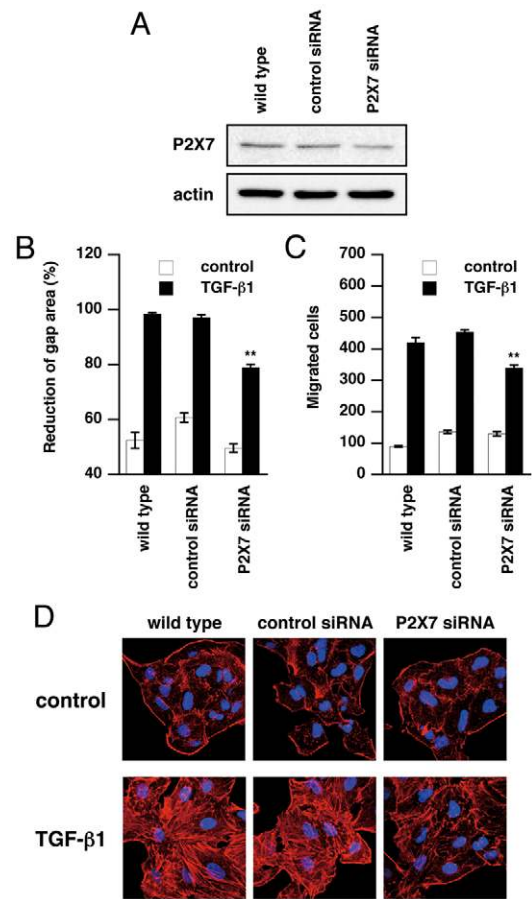 A
wild type
control siRNA
P2X7 siRNA
P2X7
actin
B
Reduction of gap area (%)
120
100
80
60
40
control
TGF-β1
**
wild type
control siRNA
P2X7 siRNA
C
Migrated cells
700
600
500
400
300
200
100
0
control
TGF-β1
**
wild type
control siRNA
P2X7 siRNA
D
wild type control siRNA P2X7 siRNA
control
TGF-β1